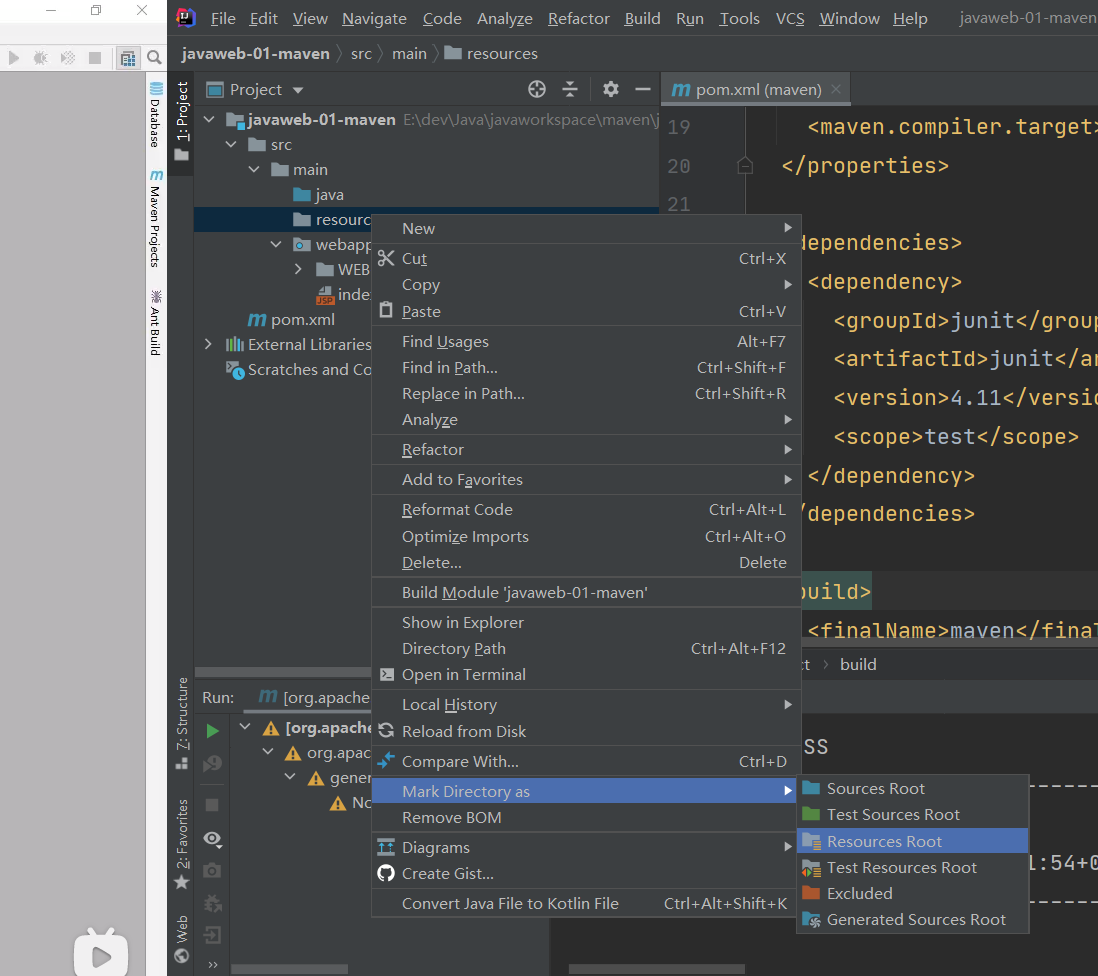 File Edit View Navigate Code Analyze Refactor Build Run Tools VCS Window Help javaweb-01-maven
javaweb-01-maven src main resources
Database
Maven Projects
Ant Build
1: Project
7: Structure
2: Favorites
Web
Project
javaweb-01-maven E:\dev\Java\javaworkspace\maven\j
src
main
java
resourc
webapp
WEB
inde
pom.xml
External Libraries
Scratches and Co
pom.xml (maven)
19 <maven.compiler.target>
20 </properties>
21
dependencies>
<dependency>
<groupId>junit</group
<artifactId>junit</ar
<version>4.11</versio
<scope>test</scope>
</dependency>
/dependencies>
build>
<finalName>maven</final
build
New
Cut Ctrl+X
Copy
Paste Ctrl+V
Find Usages Alt+F7
Find in Path... Ctrl+Shift+F
Replace in Path... Ctrl+Shift+R
Analyze
Refactor
Add to Favorites
Reformat Code Ctrl+Alt+L
Optimize Imports Ctrl+Alt+O
Delete... Delete
Build Module 'javaweb-01-maven'
Show in Explorer
Directory Path Ctrl+Alt+F12
Open in Terminal
Local History
Reload from Disk
Compare With... Ctrl+D
Mark Directory as
Remove BOM
Diagrams
Create Gist...
Convert Java File to Kotlin File Ctrl+Alt+Shift+K
Sources Root
Test Sources Root
Resources Root
Test Resources Root
Excluded
Generated Sources Root
Run: [org.apache
[org.apache
org.apac
gener
No
SS
1:54+0